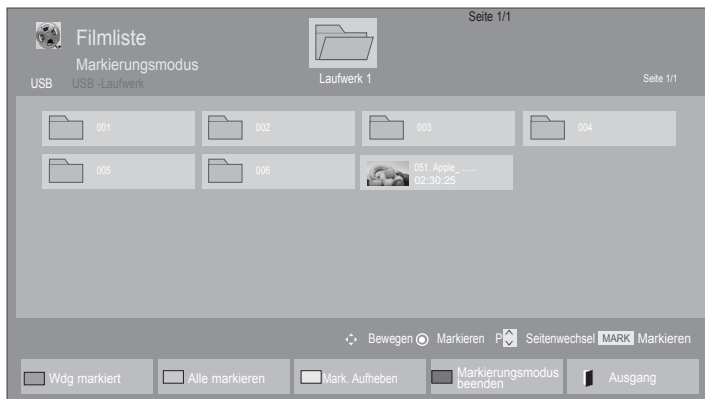 Seite 1/1
Filmliste
Markierungsmodus
USB USB -Laufwerk
Laufwerk 1
Seite 1/1
001 002 003 004
005 006 051. Apple_ ......
02:30:25
Bewegen Markieren P Seitenwechsel MARK Markieren
Wdg markiert Alle markieren Mark. Aufheben Markierungsmodus beenden Ausgang